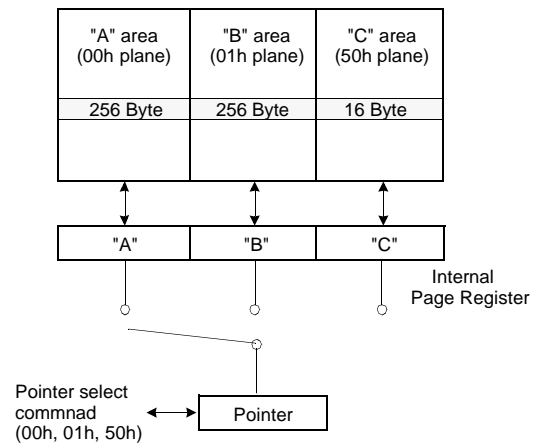 "A" area
(00h plane)
"B" area
(01h plane)
"C" area
(50h plane)
256 Byte
256 Byte
16 Byte
"A"
"B"
"C"
Internal
Page Register
Pointer select
commnad
(00h, 01h, 50h)
Pointer